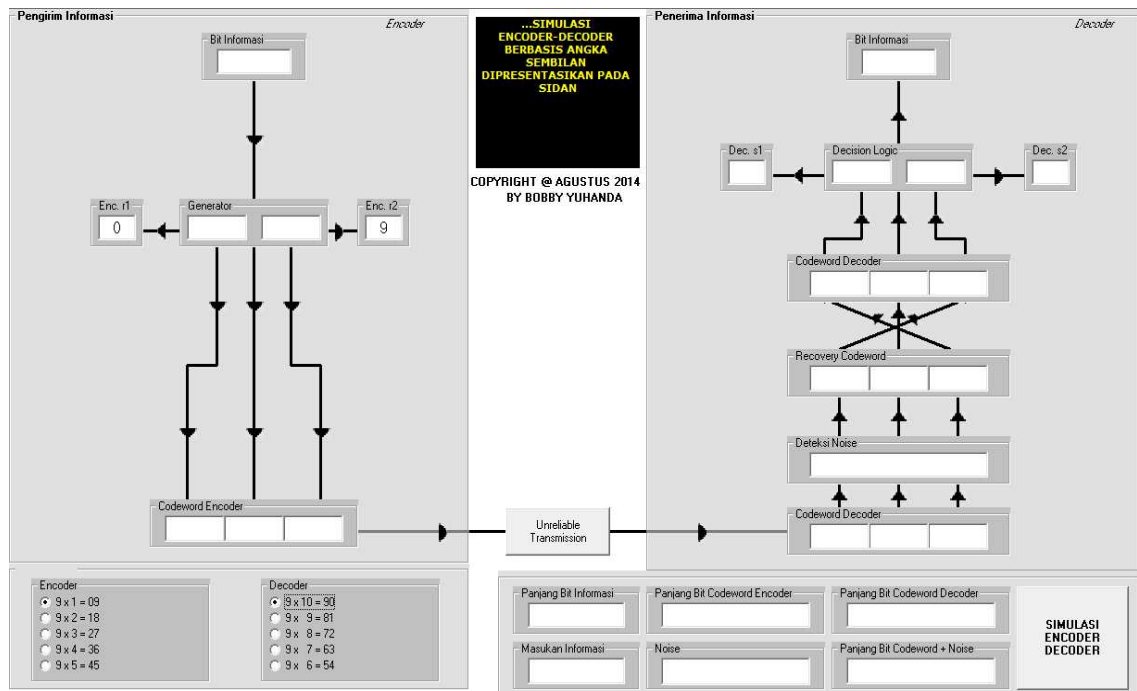 Pengirim Informasi
Encoder
Bit Informasi
Enc. r1
0
Generator
Enc. r2
9
Codeword Encoder
...SIMULASI
ENCODER-DECODER
BERBASIS ANGKA
SEMBILAN
DIPRESENTASIKAN PADA
SIDAN
COPYRIGHT @ AGUSTUS 2014
BY BOBBY YUHANDA
Unreliable
Transmission
Penerima Informasi
Decoder
Bit Informasi
Dec. s1
Decision Logic
Dec. s2
Codeword Decoder
Recovery Codeword
Deteksi Noise
Codeword Decoder
Encoder
9 x 1 = 09
9 x 2 = 18
9 x 3 = 27
9 x 4 = 36
9 x 5 = 45
Decoder
9 x 10 = 90
9 x 9 = 81
9 x 8 = 72
9 x 7 = 63
9 x 6 = 54
Panjang Bit Informasi
Panjang Bit Codeword Encoder
Panjang Bit Codeword Decoder
Masukan Informasi
Noise
Panjang Bit Codeword + Noise
SIMULASI
ENCODER
DECODER